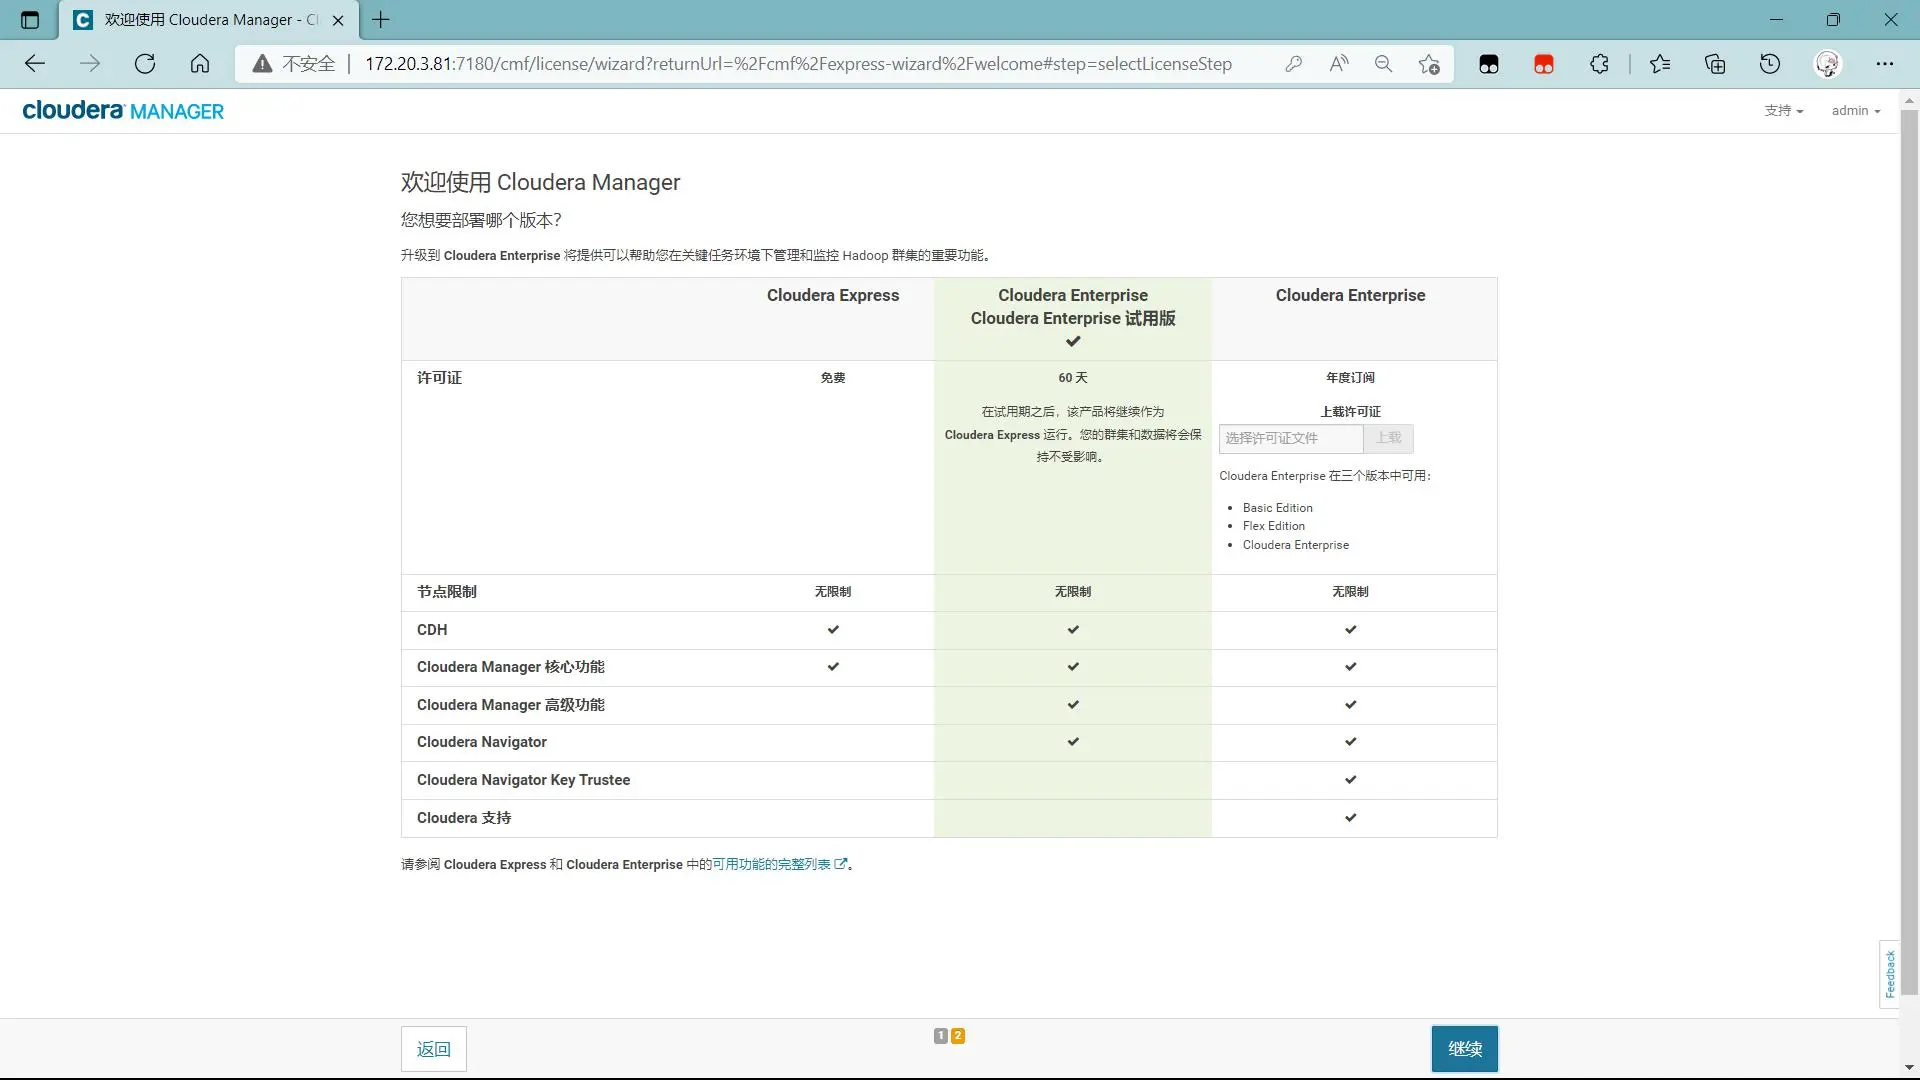 欢迎使用 Cloudera Manager - Cl
不安全
172.20.3.81:7180/cmf/license/wizard?returnUrl=%2Fcmf%2Fexpress-wizard%2Fwelcome#step=selectLicenseStep
cloudera MANAGER
支持
admin
欢迎使用 Cloudera Manager
您想要部署哪个版本?
升级到 Cloudera Enterprise 将提供可以帮助您在关键任务环境下管理和监控 Hadoop 群集的重要功能。
Cloudera Express
Cloudera Enterprise
Cloudera Enterprise 试用版
Cloudera Enterprise
许可证
免费
60 天
在试用期之后，该产品将继续作为
Cloudera Express 运行。您的群集和数据将会保
持不受影响。
年度订阅
上载许可证
选择许可证文件
上载
Cloudera Enterprise 在三个版本中可用:
Basic Edition
Flex Edition
Cloudera Enterprise
节点限制
无限制
无限制
无限制
CDH
Cloudera Manager 核心功能
Cloudera Manager 高级功能
Cloudera Navigator
Cloudera Navigator Key Trustee
Cloudera 支持
请参阅 Cloudera Express 和 Cloudera Enterprise 中的可用功能的完整列表。
Feedback
返回
1 2
继续